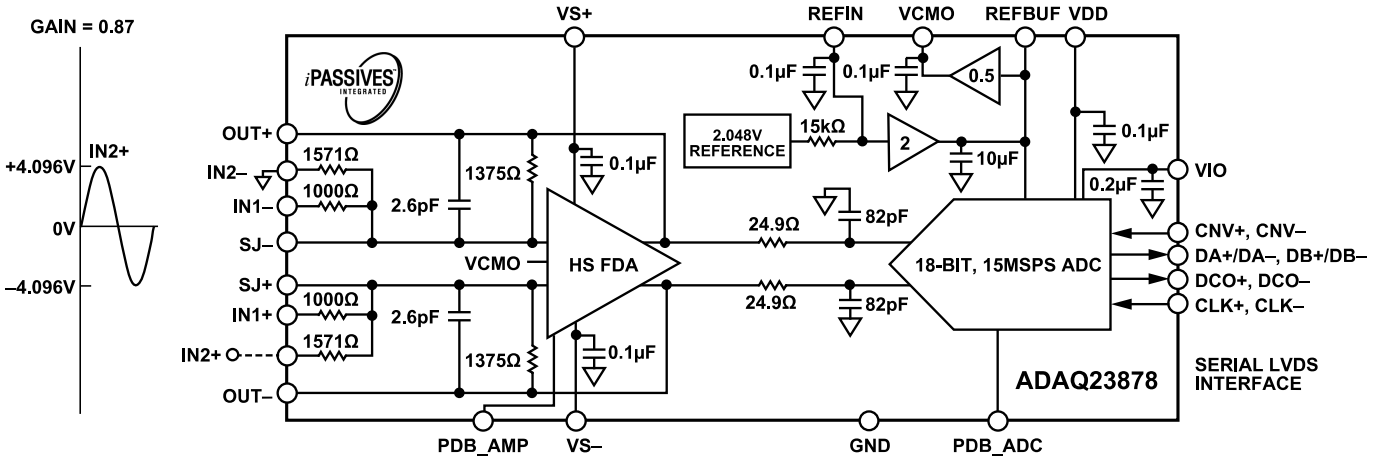 GAIN = 0.87
IN2+
+4.096V
0V
−4.096V
VS+
REFIN
VCMO
REFBUF
VDD
iPASSIVES™
INTEGRATED
0.1µF
0.1µF
0.5
OUT+
1571Ω
IN2−
1000Ω
IN1−
SJ−
2.6pF
1375Ω
0.1µF
2.048V
REFERENCE
15kΩ
2
10µF
0.1µF
0.2µF
VIO
VCMO
HS FDA
24.9Ω
82pF
24.9Ω
82pF
18-BIT, 15MSPS ADC
CNV+, CNV−
DA+/DA−, DB+/DB−
DCO+, DCO−
CLK+, CLK−
SJ+
1000Ω
IN1+
2.6pF
1571Ω
IN2+
1375Ω
0.1µF
OUT−
ADAQ23878
SERIAL LVDS
INTERFACE
PDB_AMP
VS−
GND
PDB_ADC